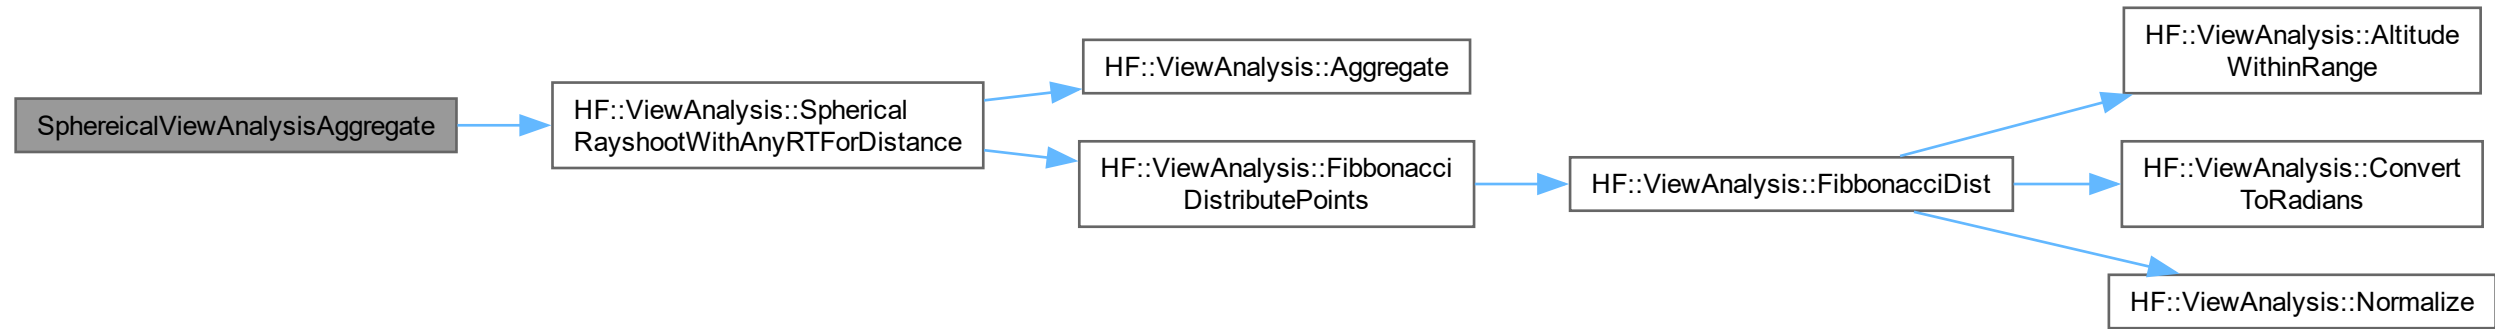 SphereicalViewAnalysisAggregate
HF::ViewAnalysis::Spherical
RayshootWithAnyRTForDistance
HF::ViewAnalysis::Aggregate
HF::ViewAnalysis::Fibbonacci
DistributePoints
HF::ViewAnalysis::FibbonacciDist
HF::ViewAnalysis::Altitude
WithinRange
HF::ViewAnalysis::Convert
ToRadians
HF::ViewAnalysis::Normalize